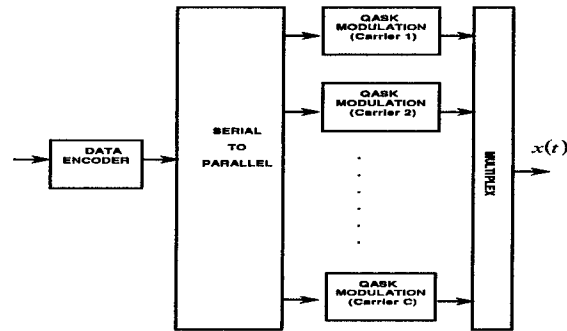 QASK
MODULATION
(Carrier 1)
QASK
MODULATION
(Carrier 2)
DATA
ENCODER
SERIAL
TO
PARALLEL
MULTIPLEX
x(t)
QASK
MODULATION
(Carrier C)